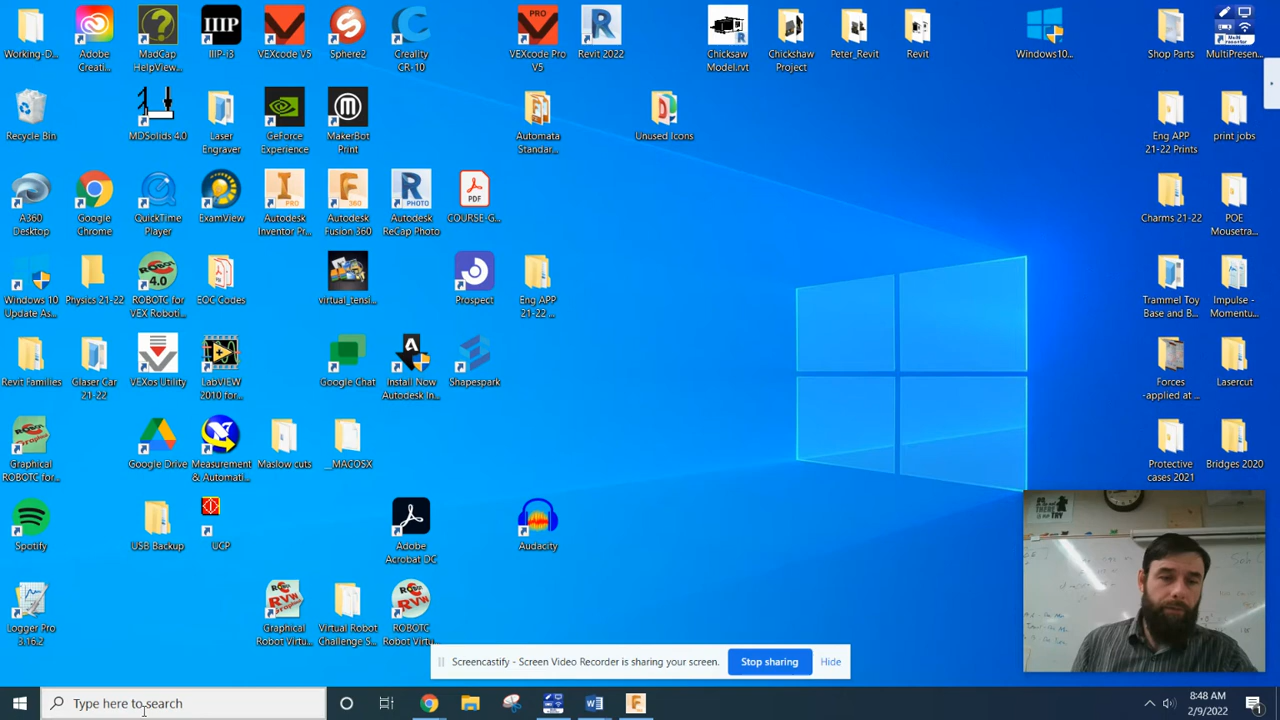 Working-D...
Adobe Creati...
MadCap HelpView...
IIIP-i3
VEXcode V5
Sphere2
Creality CR-10
PRO
VEXcode Pro V5
Revit 2022
Chicksaw Model.rvt
Chickshaw Project
Peter_Revit
Revit
Windows10...
Shop Parts
MultiPresen...
Recycle Bin
MDSolids 4.0
Laser Engraver
GeForce Experience
MakerBot Print
Automata Standar...
Unused Icons
Eng APP 21-22 Prints
print jobs
A360 Desktop
Google Chrome
QuickTime Player
ExamView
Autodesk Inventor Pr...
Autodesk Fusion 360
Autodesk ReCap Photo
PDF
COURSE-G...
Charms 21-22
POE Mousetra...
Windows 10 Update As...
Physics 21-22
ROBOTC for VEX Roboti...
EOC Codes
virtual_tensi...
Prospect
Eng APP 21-22 ...
Trammel Toy Base and B...
Impulse - Momentu...
Revit Families
Glaser Car 21-22
VEXos Utility
LabVIEW 2010 for...
Google Chat
Install Now Autodesk In...
Shapespark
Forces -applied at ...
Lasercut
Graphical ROBOTC for...
Google Drive
Measurement & Automati...
Maslow cuts
__MACOSX
Protective cases 2021
Bridges 2020
Spotify
USB Backup
UCP
Adobe Acrobat DC
Audacity
Logger Pro 3.16.2
Graphical Robot Virtu...
Virtual Robot Challenge S...
ROBOTC Robot Virtu...
Screencastify - Screen Video Recorder is sharing your screen.
Stop sharing
Hide
Type here to search
8:48 AM
2/9/2022